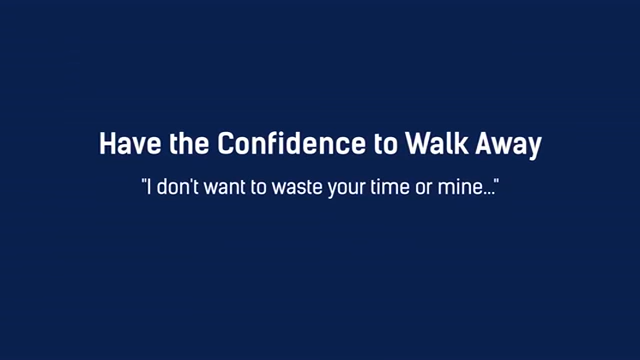 Have the Confidence to Walk Away
"I don't want to waste your time or mine..."